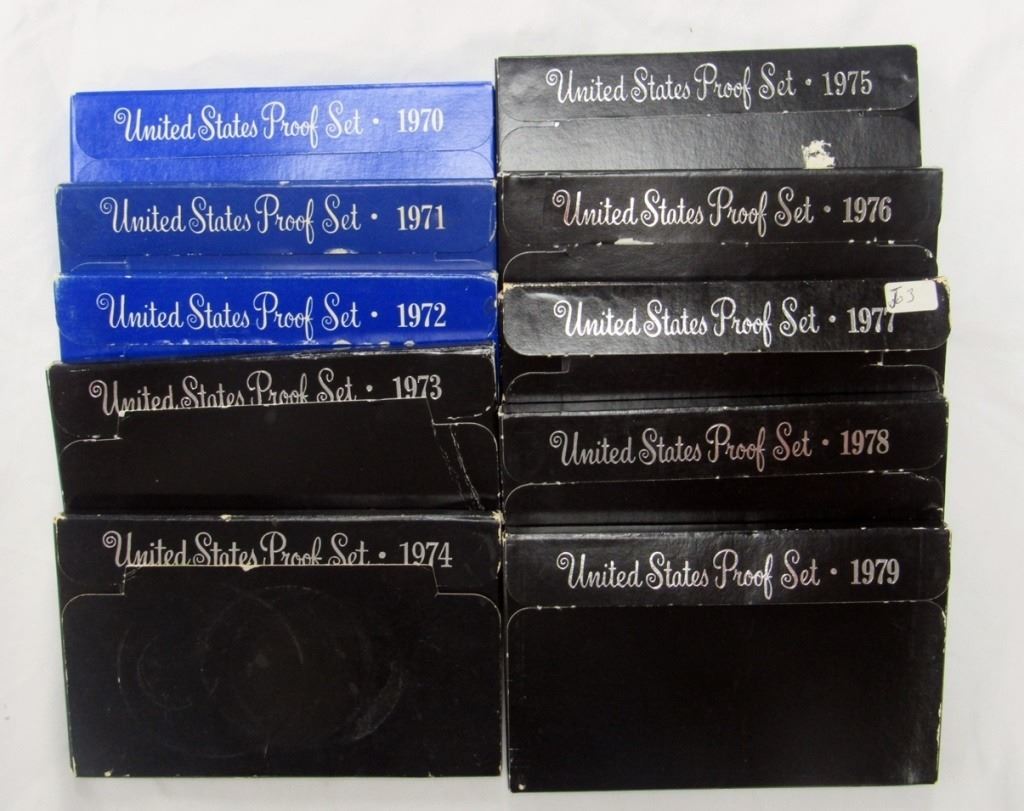 United States Proof Set · 1970
United States Proof Set · 1971
United States Proof Set · 1972
United States Proof Set · 1973
United States Proof Set · 1974
United States Proof Set · 1975
United States Proof Set · 1976
United States Proof Set · 1977
United States Proof Set · 1978
United States Proof Set · 1979